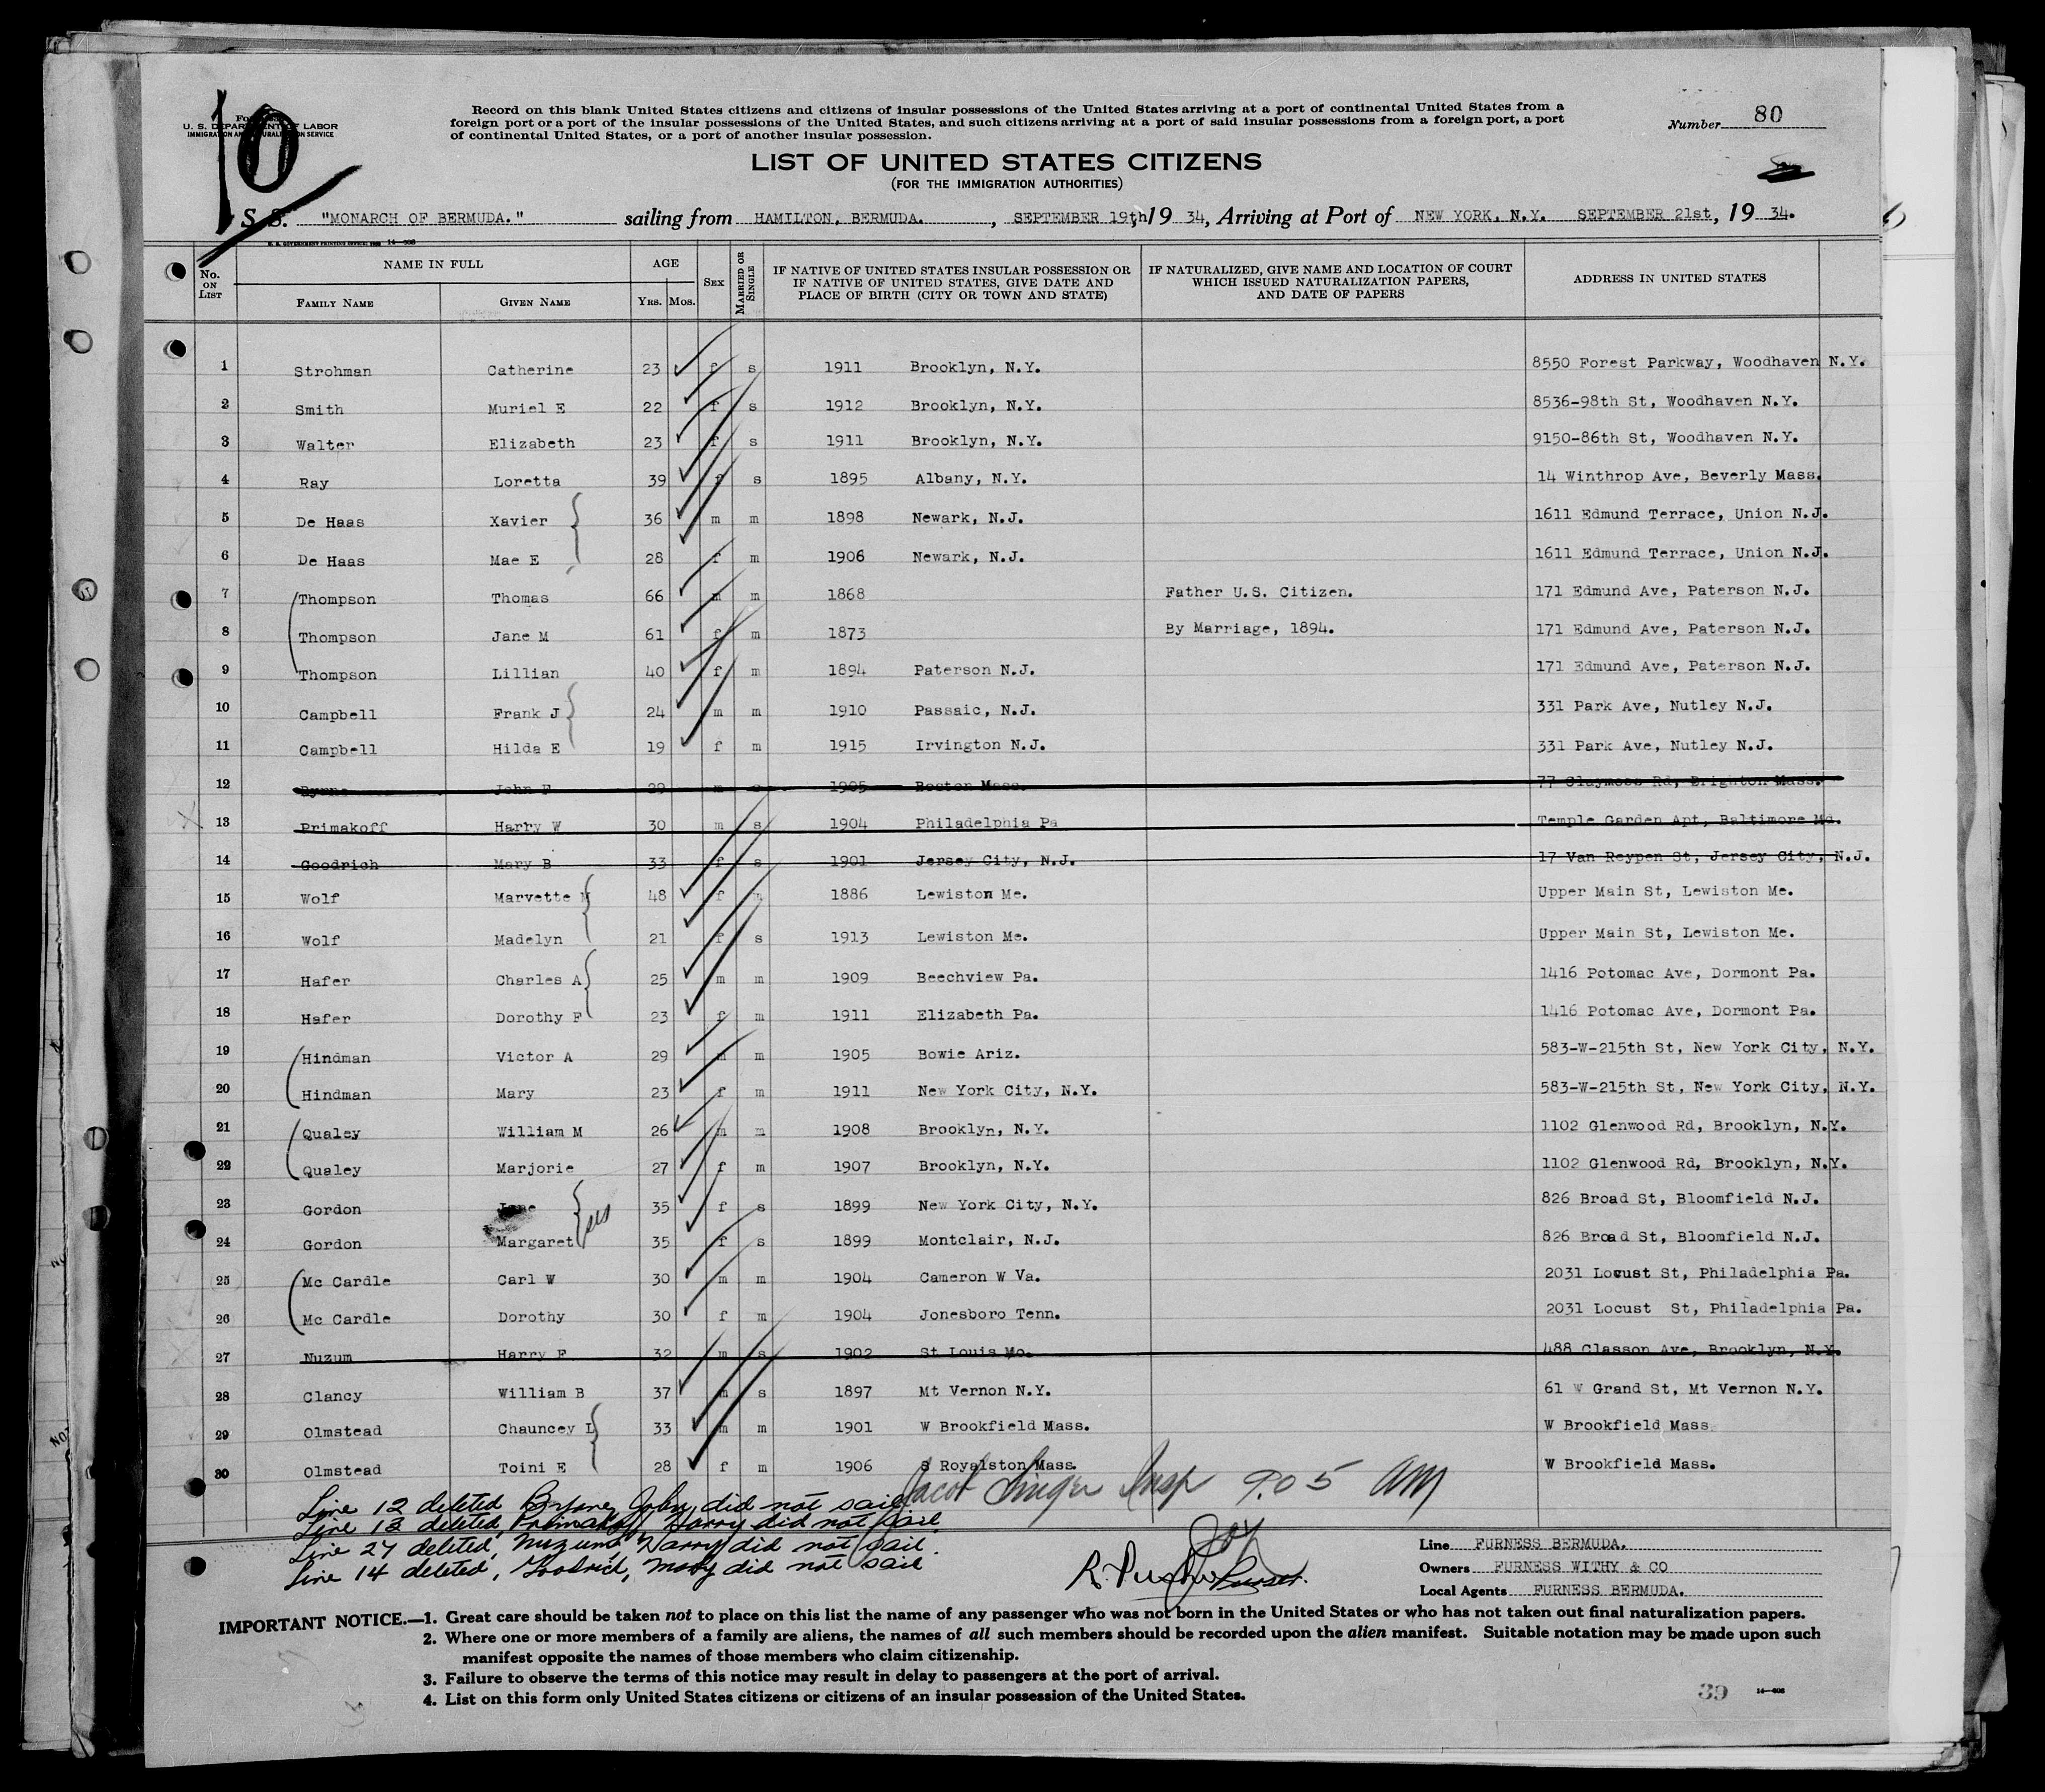 10
Form
U. S. DEPARTMENT OF LABOR
IMMIGRATION AND NATURALIZATION SERVICE
Record on this blank United States citizens and citizens of insular possessions of the United States arriving at a port of continental United States from a
foreign port or a port of the insular possessions of the United States, and such citizens arriving at a port of said insular possessions from a foreign port, a port
of continental United States, or a port of another insular possession.
Number 80
LIST OF UNITED STATES CITIZENS
(FOR THE IMMIGRATION AUTHORITIES)
S. S. "MONARCH OF BERMUDA." sailing from HAMILTON, BERMUDA. , SEPTEMBER 19th, 19 34, Arriving at Port of NEW YORK, N.Y. SEPTEMBER 21st, 19 34.
U. S. GOVERNMENT PRINTING OFFICE 14—608
No. ON LIST NAME IN FULL FAMILY NAME GIVEN NAME AGE YRS. MOS. SEX MARRIED OR SINGLE IF NATIVE OF UNITED STATES INSULAR POSSESSION OR IF NATIVE OF UNITED STATES, GIVE DATE AND PLACE OF BIRTH (CITY OR TOWN AND STATE) IF NATURALIZED, GIVE NAME AND LOCATION OF COURT WHICH ISSUED NATURALIZATION PAPERS, AND DATE OF PAPERS ADDRESS IN UNITED STATES
1 Strohman Catherine 23 f s 1911 Brooklyn, N.Y. 8550 Forest Parkway, Woodhaven N.Y.
2 Smith Muriel E 22 f s 1912 Brooklyn, N.Y. 8536-98th St, Woodhaven N.Y.
3 Walter Elizabeth 23 f s 1911 Brooklyn, N.Y. 9150-86th St, Woodhaven N.Y.
4 Ray Loretta 39 f s 1895 Albany, N.Y. 14 Winthrop Ave, Beverly Mass.
5 De Haas Xavier 36 m m 1898 Newark, N.J. 1611 Edmund Terrace, Union N.J.
6 De Haas Mae E 28 f m 1906 Newark, N.J. 1611 Edmund Terrace, Union N.J.
7 Thompson Thomas 66 m m 1868 Father U.S. Citizen. 171 Edmund Ave, Paterson N.J.
8 Thompson Jane M 61 f m 1873 By Marriage, 1894. 171 Edmund Ave, Paterson N.J.
9 Thompson Lillian 40 f m 1894 Paterson N.J. 171 Edmund Ave, Paterson N.J.
10 Campbell Frank J 24 m m 1910 Passaic, N.J. 331 Park Ave, Nutley N.J.
11 Campbell Hilda E 19 f m 1915 Irvington N.J. 331 Park Ave, Nutley N.J.
12 Byrne John F 29 m s 1905 Boston Mass. 77 Rd, Brighton Mass.
13 Primakoff Harry W 30 m s 1904 Philadelphia Pa Temple Garden Apt, Baltimore Md.
14 Goodrich Mary B 33 f s 1901 Jersey City, N.J. 17 Van Reypen St, Jersey City, N.J.
15 Wolf Marvette M 48 f m 1886 Lewiston Me. Upper Main St, Lewiston Me.
16 Wolf Madelyn 21 f s 1913 Lewiston Me. Upper Main St, Lewiston Me.
17 Hafer Charles A 25 m m 1909 Beechview Pa. 1416 Potomac Ave, Dormont Pa.
18 Hafer Dorothy F 23 f m 1911 Elizabeth Pa. 1416 Potomac Ave, Dormont Pa.
19 Hindman Victor A 29 m m 1905 Bowie Ariz. 583-W-215th St, New York City, N.Y.
20 Hindman Mary 23 f m 1911 New York City, N.Y. 583-W-215th St, New York City, N.Y.
21 Qualey William M 26 m m 1908 Brooklyn, N.Y. 1102 Glenwood Rd, Brooklyn, N.Y.
22 Qualey Marjorie 27 f m 1907 Brooklyn, N.Y. 1102 Glenwood Rd, Brooklyn, N.Y.
23 Gordon Jane 35 f s 1899 New York City, N.Y. 826 Broad St, Bloomfield N.J.
24 Gordon Margaret 35 f s 1899 Montclair, N.J. 826 Broad St, Bloomfield N.J.
25 Mc Cardle Carl W 30 m m 1904 Cameron W Va. 2031 Locust St, Philadelphia Pa.
26 Mc Cardle Dorothy 30 f m 1904 Jonesboro Tenn. 2031 Locust St, Philadelphia Pa.
27 Nuzum Harry F 32 m s 1902 St Louis Mo. 488 Classon Ave, Brooklyn, N.Y.
28 Clancy William B 37 m s 1897 Mt Vernon N.Y. 61 W Grand St, Mt Vernon N.Y.
29 Olmstead Chauncey L 33 m m 1901 W Brookfield Mass. W Brookfield Mass.
30 Olmstead Toini E 28 f m 1906 S Royalston Mass. W Brookfield Mass.
Jacob Singer Insp 9.05 AM
Line 12 deleted Byrne, John, did not sail
Line 13 deleted, Primakoff, Harry did not sail.
Line 27 deleted, Nuzum, Harry did not sail.
Line 14 deleted, Goodrich, Mary did not sail
Purser.
Line FURNESS BERMUDA.
Owners FURNESS WITHY & CO
Local Agents FURNESS BERMUDA.
IMPORTANT NOTICE.—1. Great care should be taken not to place on this list the name of any passenger who was not born in the United States or who has not taken out final naturalization papers.
2. Where one or more members of a family are aliens, the names of all such members should be recorded upon the alien manifest. Suitable notation may be made upon such
manifest opposite the names of those members who claim citizenship.
3. Failure to observe the terms of this notice may result in delay to passengers at the port of arrival.
4. List on this form only United States citizens or citizens of an insular possession of the United States.
39 14—608